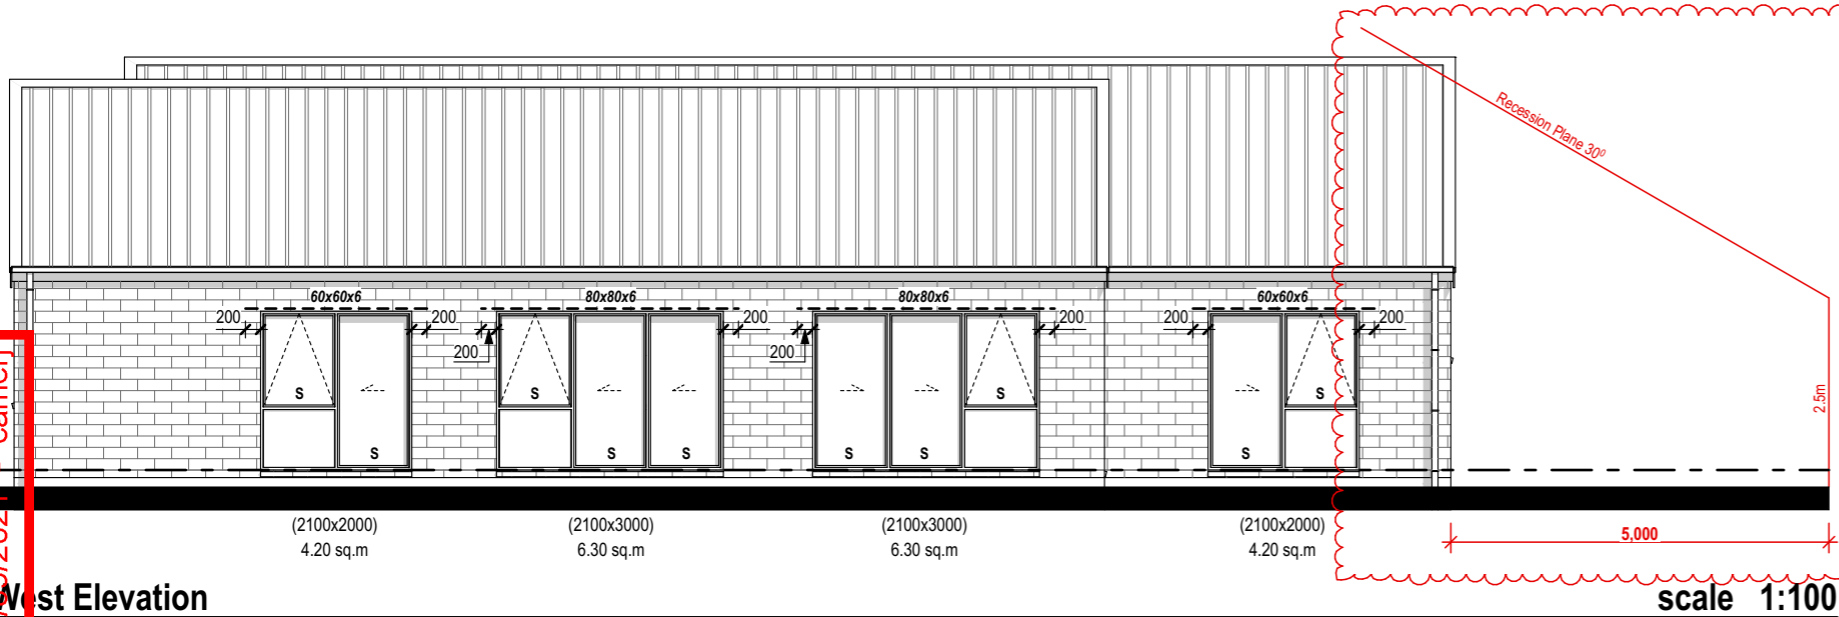 Recession Plane 30⁰
60x60x6
80x80x6
80x80x6
60x60x6
200
200
200
200
200
200
200
200
200
200
S
S
S
S
S
S
S
S
S
S
2.5m
(2100x2000)
(2100x3000)
(2100x3000)
(2100x2000)
4.20 sq.m
6.30 sq.m
6.30 sq.m
4.20 sq.m
5,000
West Elevation
scale 1:100